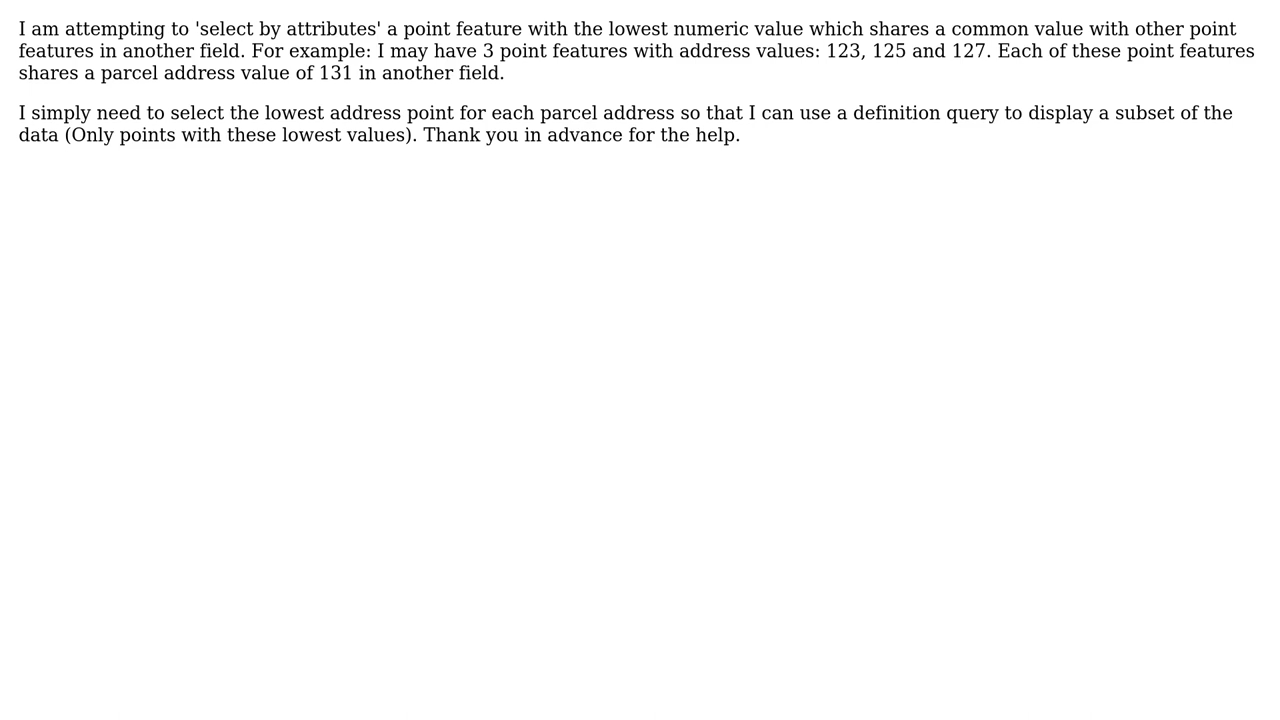 I am attempting to 'select by attributes' a point feature with the lowest numeric value which shares a common value with other point
features in another field. For example: I may have 3 point features with address values: 123, 125 and 127. Each of these point features
shares a parcel address value of 131 in another field.
I simply need to select the lowest address point for each parcel address so that I can use a definition query to display a subset of the
data (Only points with these lowest values). Thank you in advance for the help.